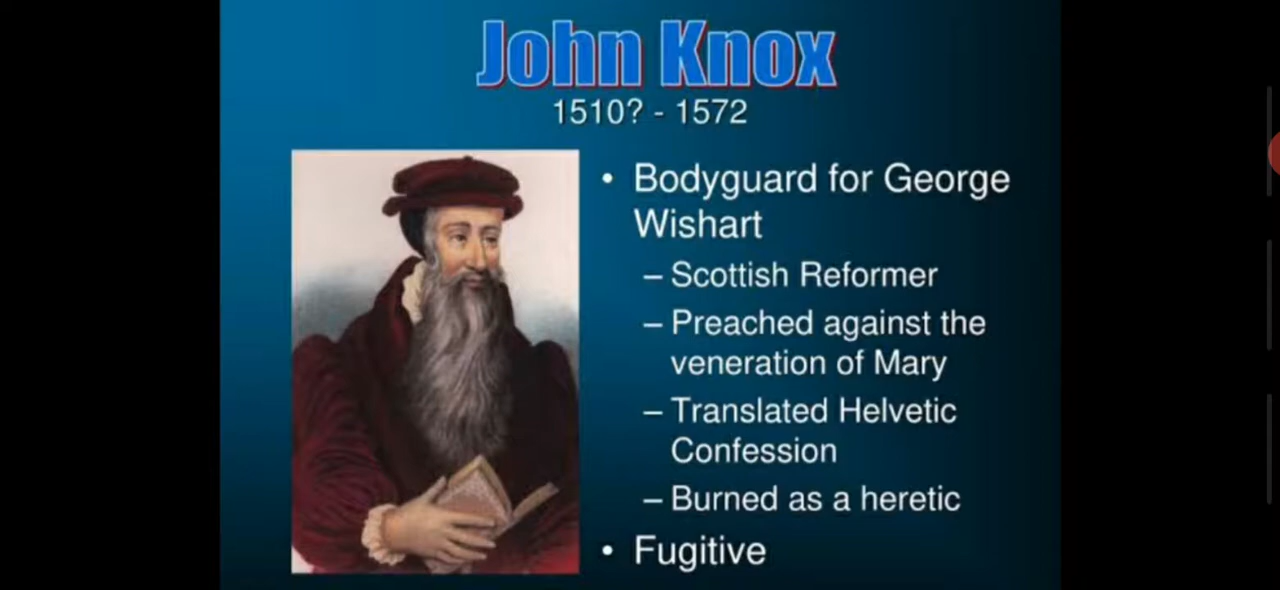 John Knox
1510? - 1572
• Bodyguard for George
Wishart
– Scottish Reformer
– Preached against the
veneration of Mary
– Translated Helvetic
Confession
– Burned as a heretic
• Fugitive